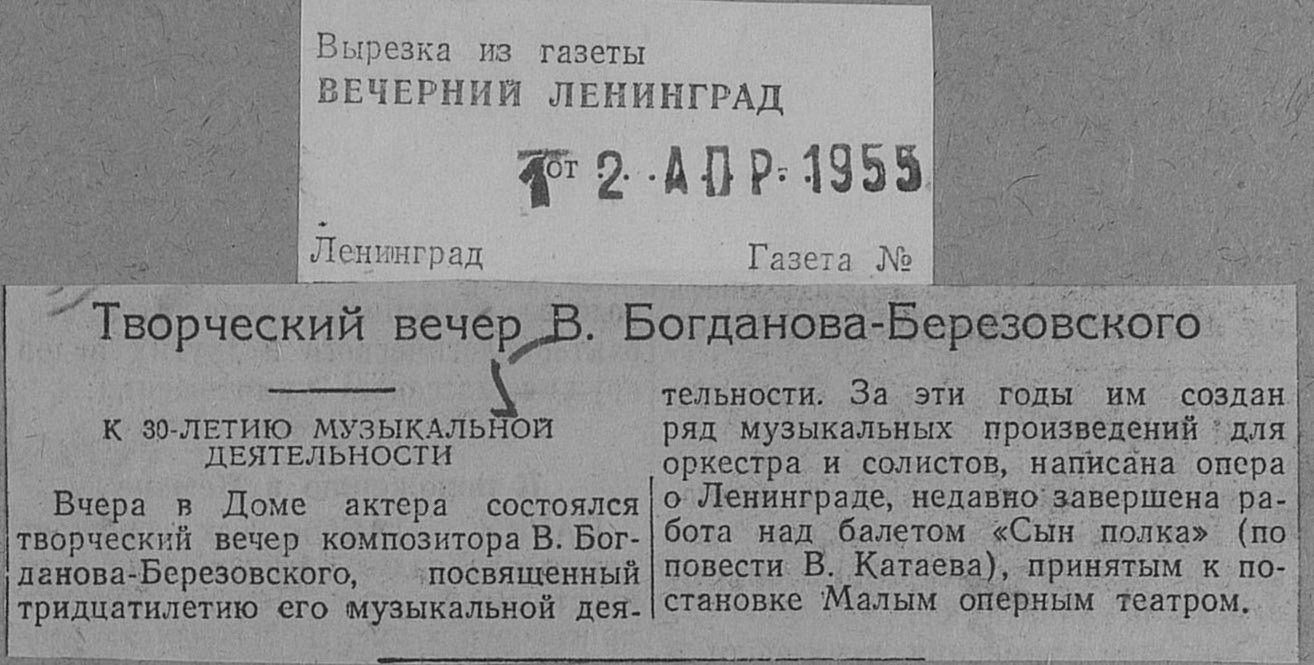 Вырезка из газеты
ВЕЧЕРНИЙ ЛЕНИНГРАД
1 от 2 АПР. 1955
Ленинград Газета №
Творческий вечер В. Богданова-Березовского
К 30-ЛЕТИЮ МУЗЫКАЛЬНОЙ
ДЕЯТЕЛЬНОСТИ
Вчера в Доме актера состоялся
творческий вечер композитора В. Бог-
данова-Березовского, посвященный
тридцатилетию его музыкальной дея-
тельности. За эти годы им создан
ряд музыкальных произведений для
оркестра и солистов, написана опера
о Ленинграде, недавно завершена ра-
бота над балетом «Сын полка» (по
повести В. Катаева), принятым к по-
становке Малым оперным театром.